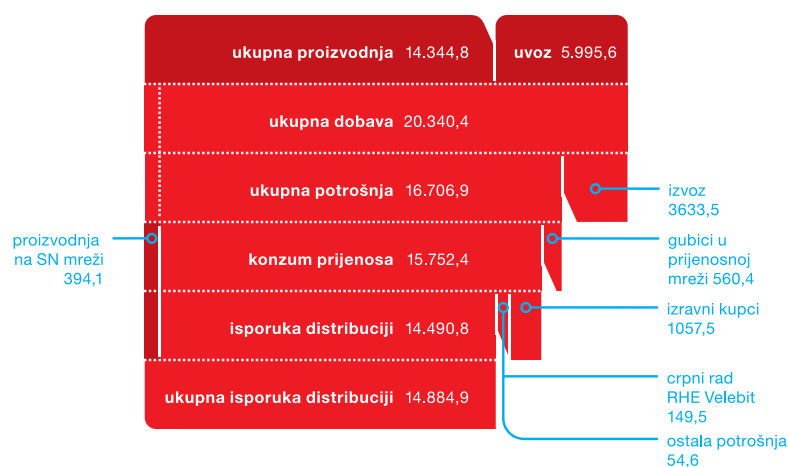 ukupna proizvodnja 14.344,8
uvoz 5.995,6
ukupna dobava 20.340,4
ukupna potrošnja 16.706,9
izvoz
3633,5
proizvodnja
na SN mreži
394,1
konzum prijenosa 15.752,4
gubici u
prijenosnoj
mreži 560,4
isporuka distribuciji 14.490,8
izravni kupci
1057,5
ukupna isporuka distribuciji 14.884,9
crpni rad
RHE Velebit
149,5
ostala potrošnja
54,6